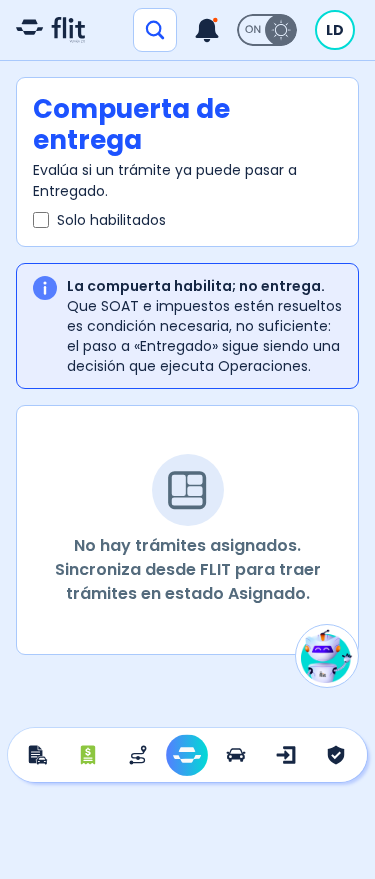 flit
ON
LD
Compuerta de
entrega
Evalúa si un trámite ya puede pasar a
Entregado.
Solo habilitados
La compuerta habilita; no entrega.
Que SOAT e impuestos estén resueltos
es condición necesaria, no suficiente:
el paso a «Entregado» sigue siendo una
decisión que ejecuta Operaciones.
No hay trámites asignados.
Sincroniza desde FLIT para traer
trámites en estado Asignado.